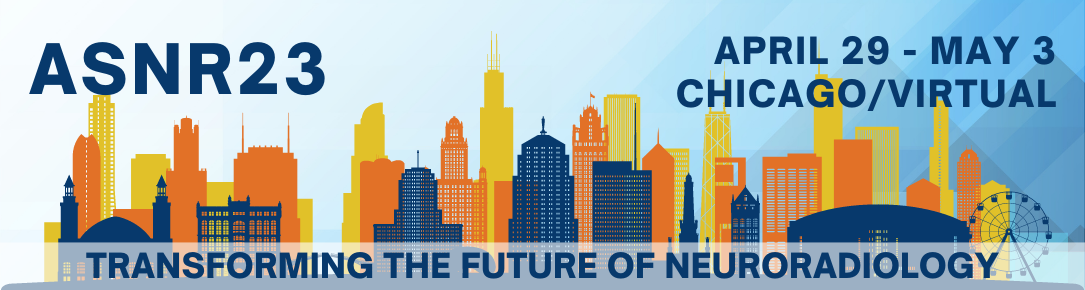 ASNR23
APRIL 29 - MAY 3
CHICAGO/VIRTUAL
TRANSFORMING THE FUTURE OF NEURORADIOLOGY